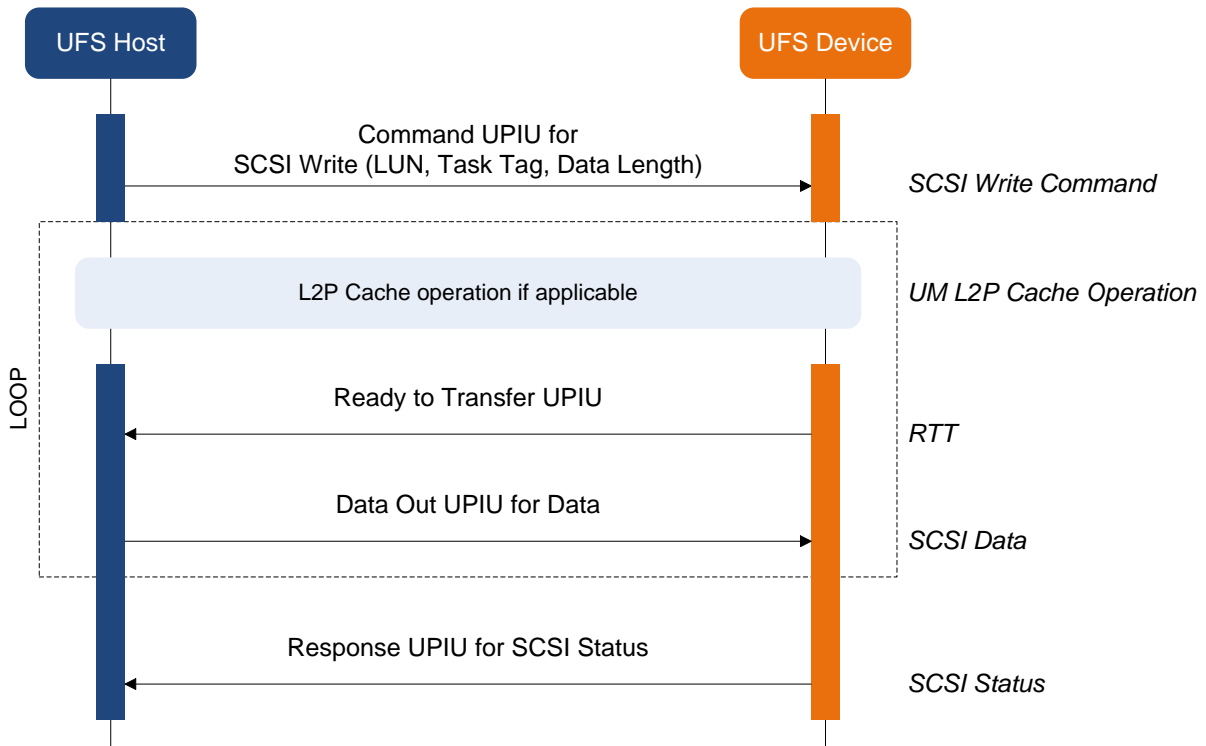 UFS Host
UFS Device
Command UPIU for
SCSI Write (LUN, Task Tag, Data Length)
SCSI Write Command
L2P Cache operation if applicable
UM L2P Cache Operation
LOOP
Ready to Transfer UPIU
RTT
Data Out UPIU for Data
SCSI Data
Response UPIU for SCSI Status
SCSI Status